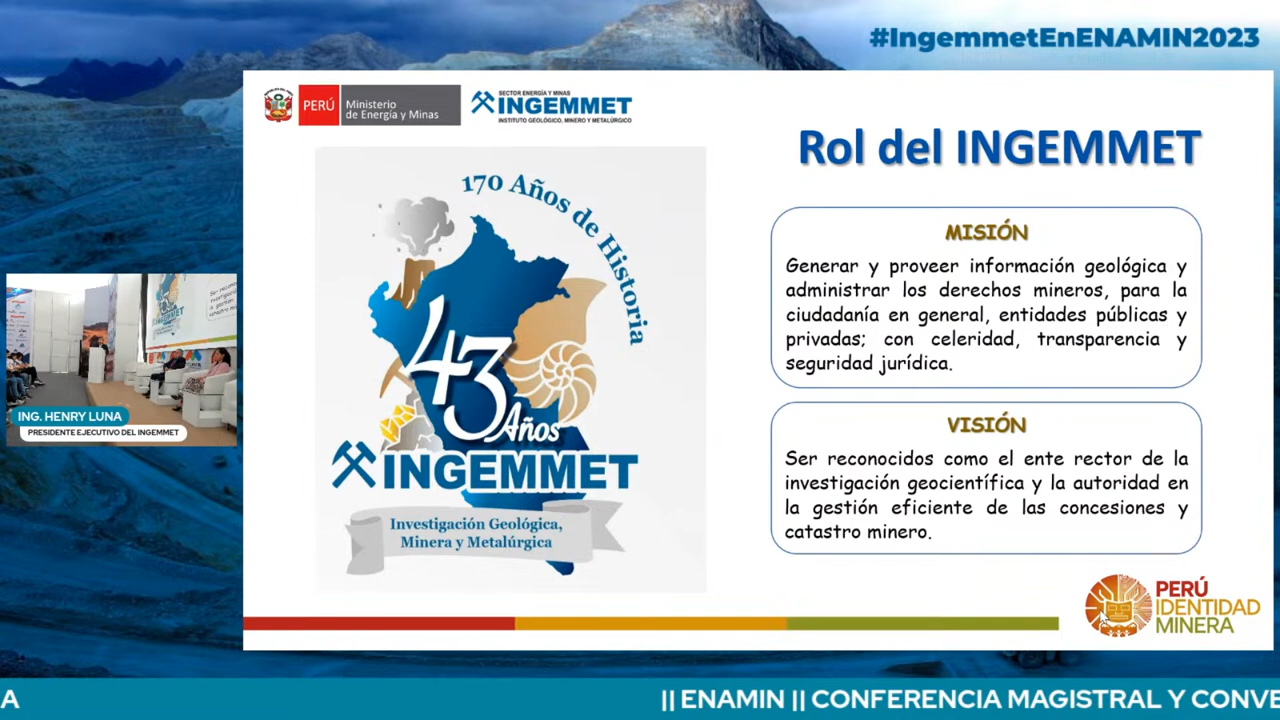 #IngemmetEnENAMIN2023
PERÚ
Ministerio
de Energía y Minas
SECTOR ENERGÍA Y MINAS
INGEMMET
INSTITUTO GEOLÓGICO, MINERO Y METALÚRGICO
Rol del INGEMMET
170 Años de Historia
43
Años
INGEMMET
Investigación Geológica,
Minera y Metalúrgica
MISIÓN
Generar y proveer información geológica y
administrar los derechos mineros, para la
ciudadanía en general, entidades públicas y
privadas; con celeridad, transparencia y
seguridad jurídica.
VISIÓN
Ser reconocidos como el ente rector de la
investigación geocientífica y la autoridad en
la gestión eficiente de las concesiones y
catastro minero.
ING. HENRY LUNA
PRESIDENTE EJECUTIVO DEL INGEMMET
PERÚ
IDENTIDAD
MINERA
A || ENAMIN || CONFERENCIA MAGISTRAL Y CONVE